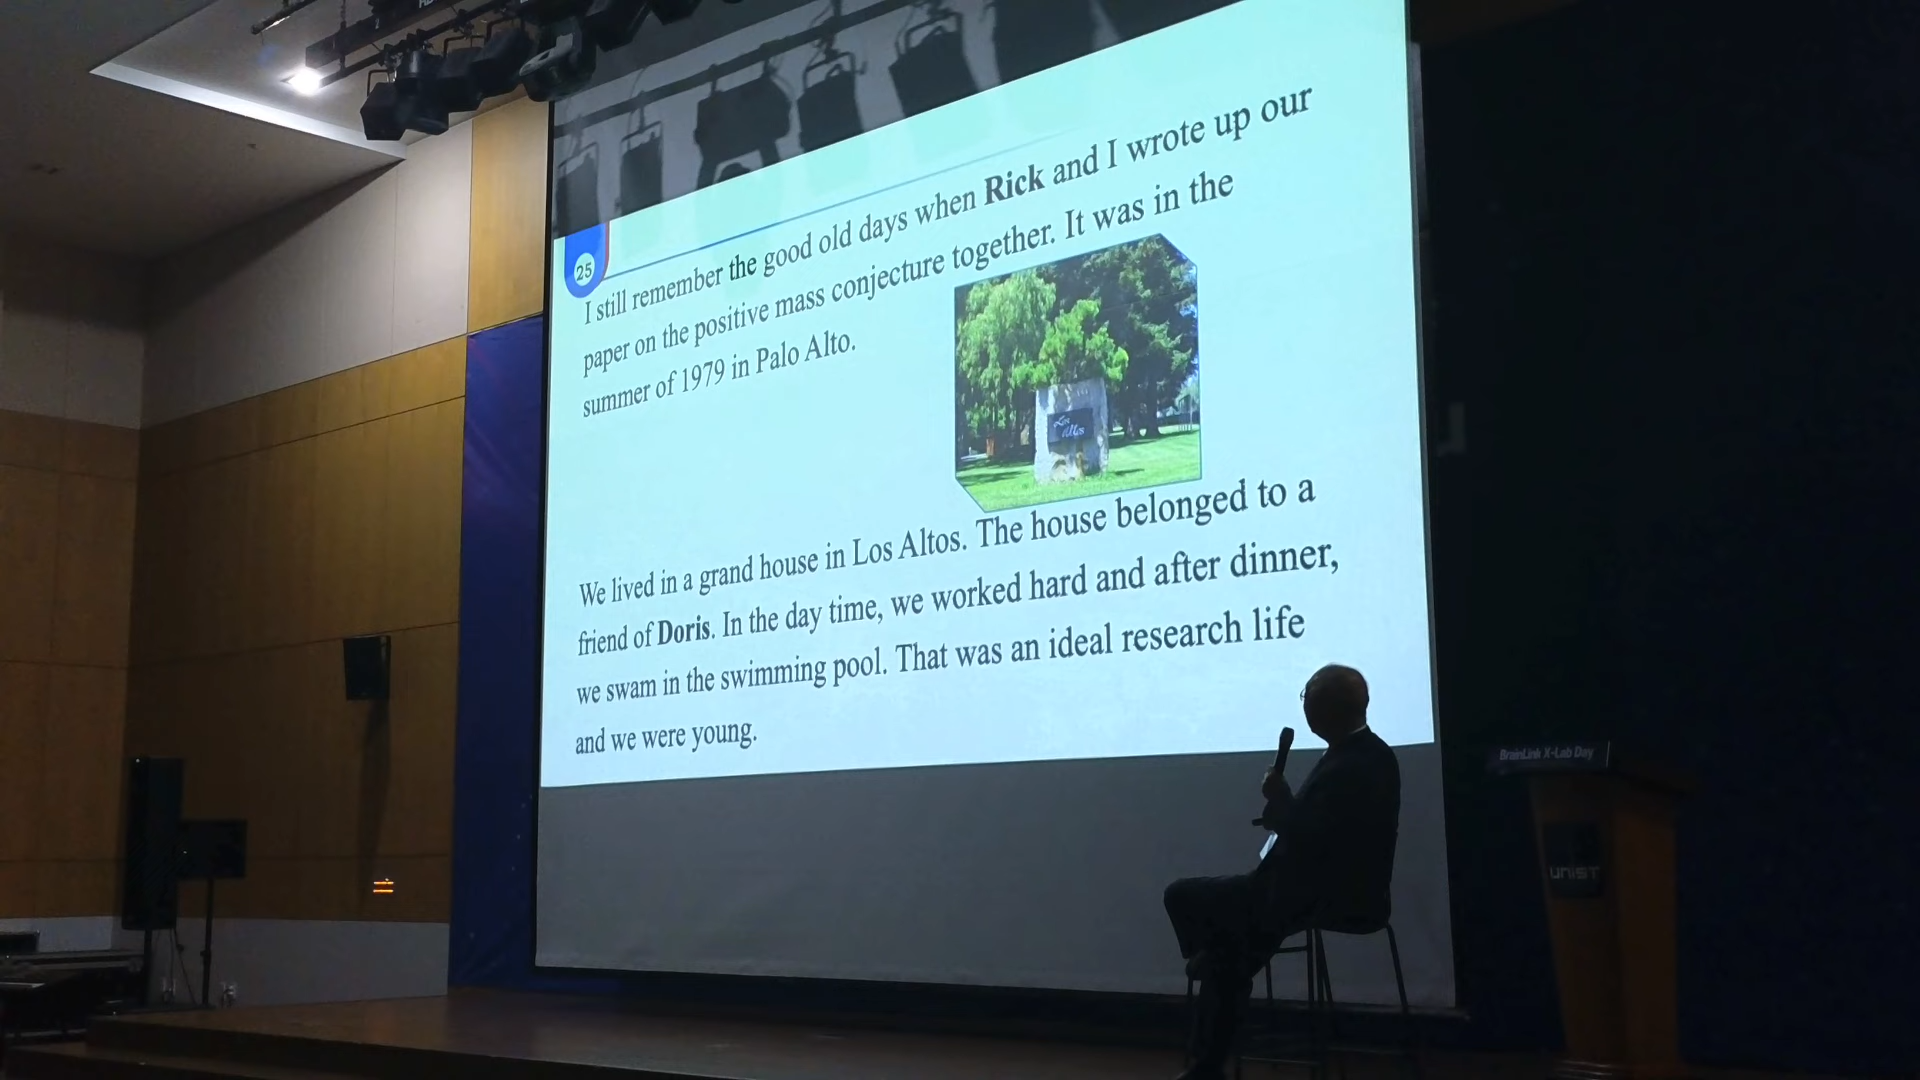 25
I still remember the good old days when Rick and I wrote up our
paper on the positive mass conjecture together. It was in the
summer of 1979 in Palo Alto.
Los
Altos
We lived in a grand house in Los Altos. The house belonged to a
friend of Doris. In the day time, we worked hard and after dinner,
we swam in the swimming pool. That was an ideal research life
and we were young.
BrainLink X-Lab Day
UNIST